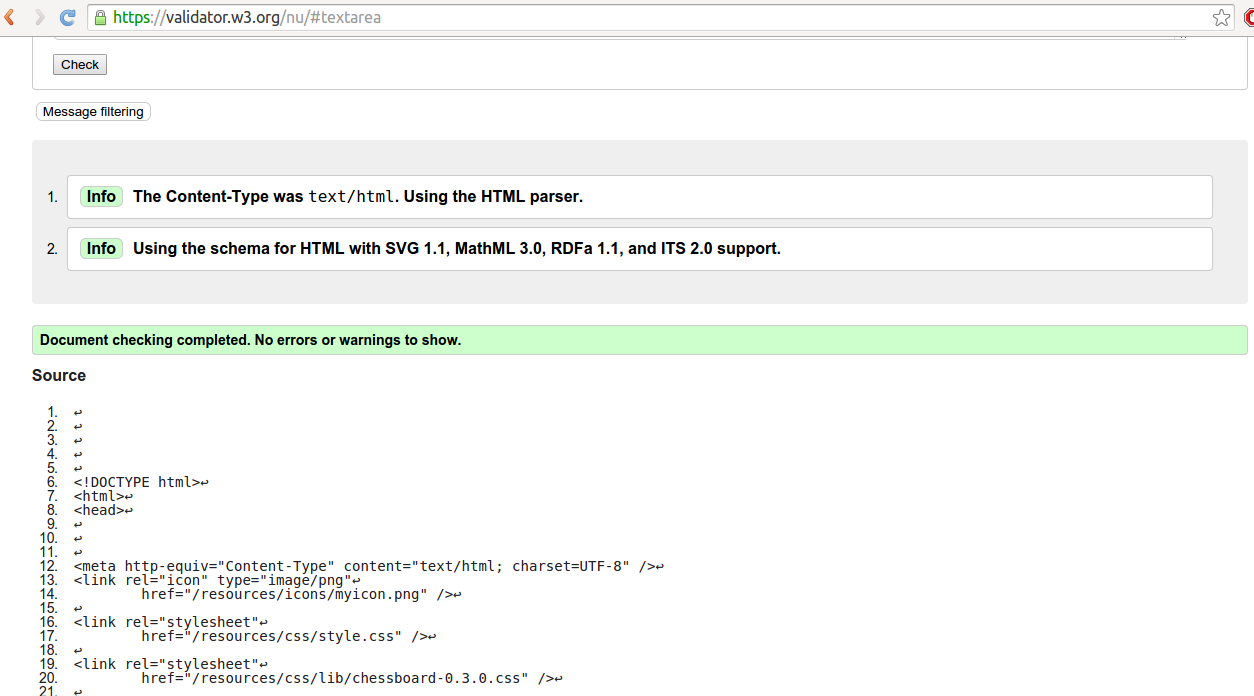 https://validator.w3.org/nu/#textarea
Check
Message filtering
1. Info The Content-Type was text/html. Using the HTML parser.
2. Info Using the schema for HTML with SVG 1.1, MathML 3.0, RDFa 1.1, and ITS 2.0 support.
Document checking completed. No errors or warnings to show.
Source
1. ↩
2. ↩
3. ↩
4. ↩
5. ↩
6. <!DOCTYPE html>↩
7. <html>↩
8. <head>↩
9. ↩
10. ↩
11. ↩
12. <meta http-equiv="Content-Type" content="text/html; charset=UTF-8" />↩
13. <link rel="icon" type="image/png"↩
14. href="/resources/icons/myicon.png" />↩
15. ↩
16. <link rel="stylesheet"↩
17. href="/resources/css/style.css" />↩
18. ↩
19. <link rel="stylesheet"↩
20. href="/resources/css/lib/chessboard-0.3.0.css" />↩
21. ↩